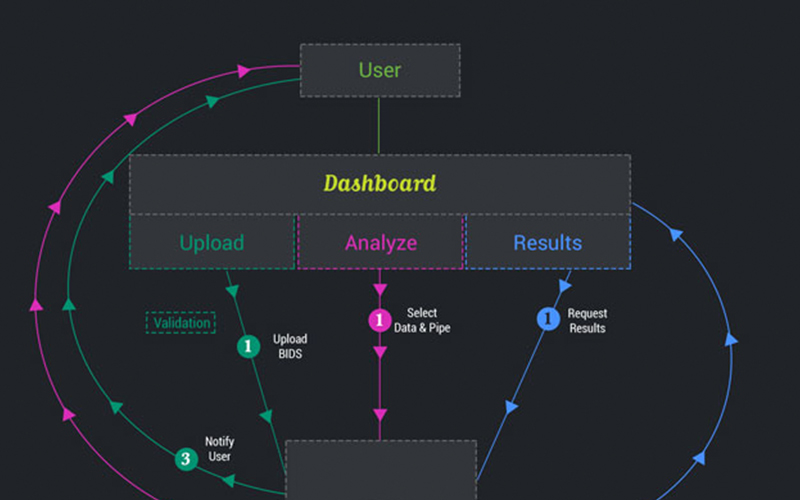 User
Dashboard
Upload
Analyze
Results
Validation
1
Upload
BIDS
1
Select
Data & Pipe
1
Request
Results
3
Notify
User